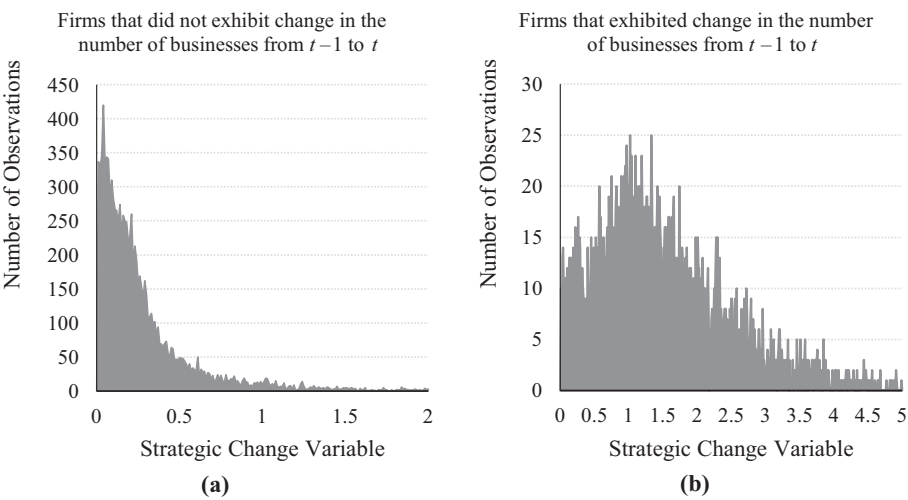 Firms that did not exhibit change in the
number of businesses from t – 1 to t
Number of Observations
450
400
350
300
250
200
150
100
50
0
0 0.5 1 1.5 2
Strategic Change Variable
(a)
Firms that exhibited change in the number
of businesses from t – 1 to t
Number of Observations
30
25
20
15
10
5
0
0 0.5 1 1.5 2 2.5 3 3.5 4 4.5 5
Strategic Change Variable
(b)